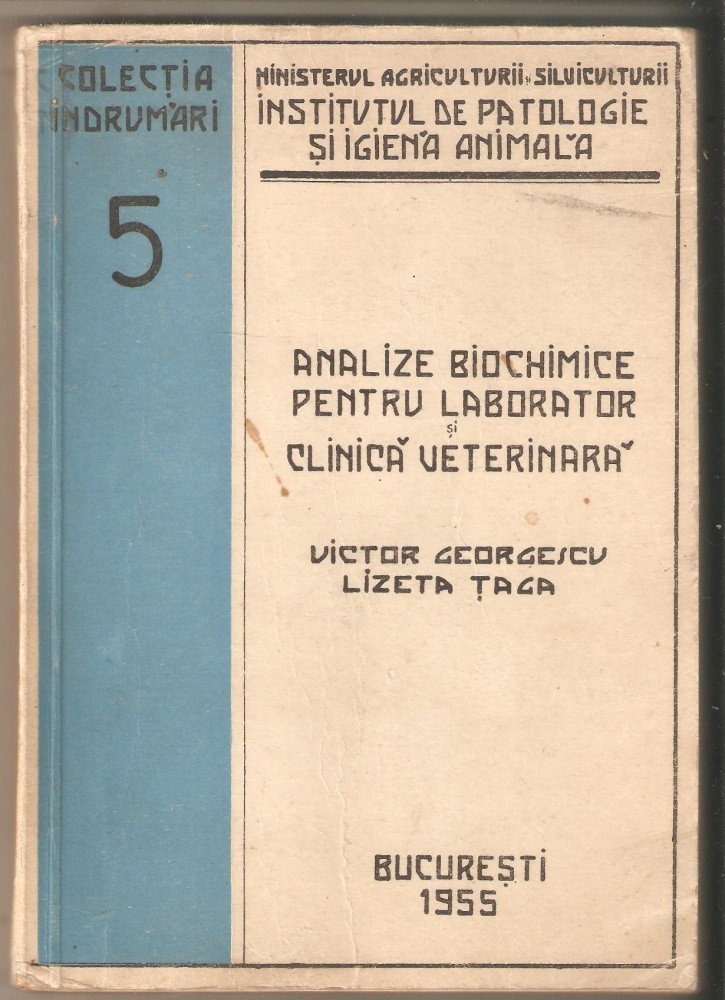 COLECȚIA
ÎNDRUMĂRI
5
MINISTERUL AGRICULTURII și SILVICULTURII
INSTITUTUL DE PATOLOGIE
ȘI IGIENĂ ANIMALĂ
ANALIZE BIOCHIMICE
PENTRU LABORATOR
și
CLINICĂ VETERINARĂ
VICTOR GEORGESCU
LIZETA ȚAGA
BUCUREȘTI
1955